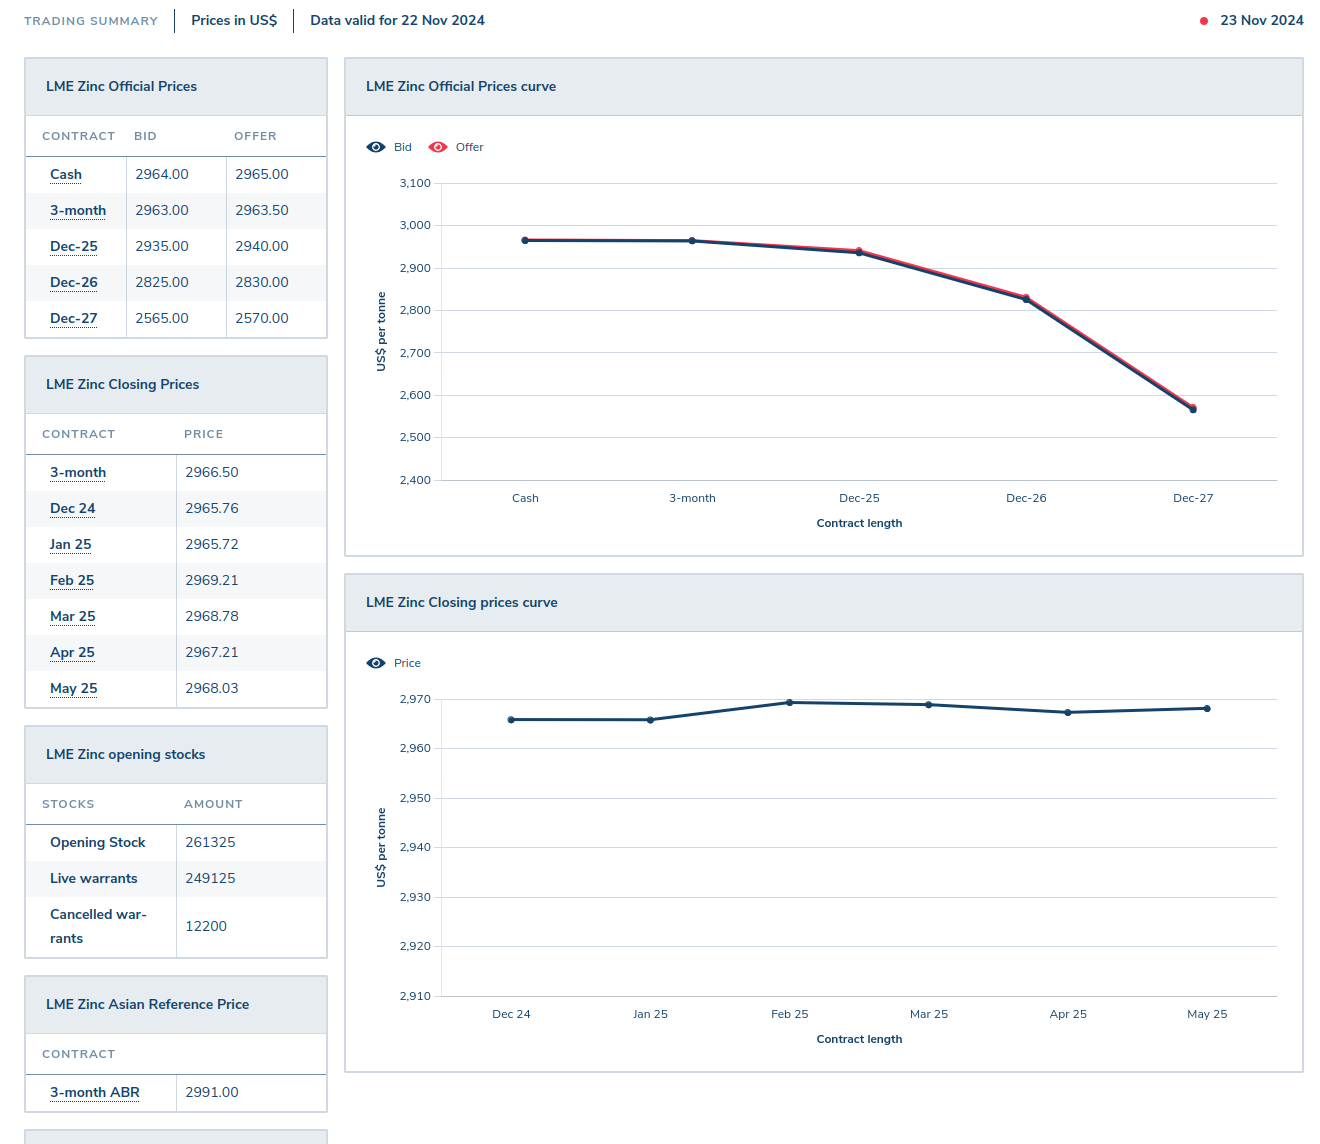 TRADING SUMMARY Prices in US$ Data valid for 22 Nov 2024 23 Nov 2024
LME Zinc Official Prices
CONTRACT BID OFFER
Cash 2964.00 2965.00
3-month 2963.00 2963.50
Dec-25 2935.00 2940.00
Dec-26 2825.00 2830.00
Dec-27 2565.00 2570.00
LME Zinc Closing Prices
CONTRACT PRICE
3-month 2966.50
Dec 24 2965.76
Jan 25 2965.72
Feb 25 2969.21
Mar 25 2968.78
Apr 25 2967.21
May 25 2968.03
LME Zinc opening stocks
STOCKS AMOUNT
Opening Stock 261325
Live warrants 249125
Cancelled war-
rants 12200
LME Zinc Asian Reference Price
CONTRACT
3-month ABR 2991.00
LME Zinc Official Prices curve
Bid Offer
3,100
3,000
2,900
2,800
2,700
2,600
2,500
2,400
US$ per tonne
Cash 3-month Dec-25 Dec-26 Dec-27
Contract length
LME Zinc Closing prices curve
Price
2,970
2,960
2,950
2,940
2,930
2,920
2,910
US$ per tonne
Dec 24 Jan 25 Feb 25 Mar 25 Apr 25 May 25
Contract length